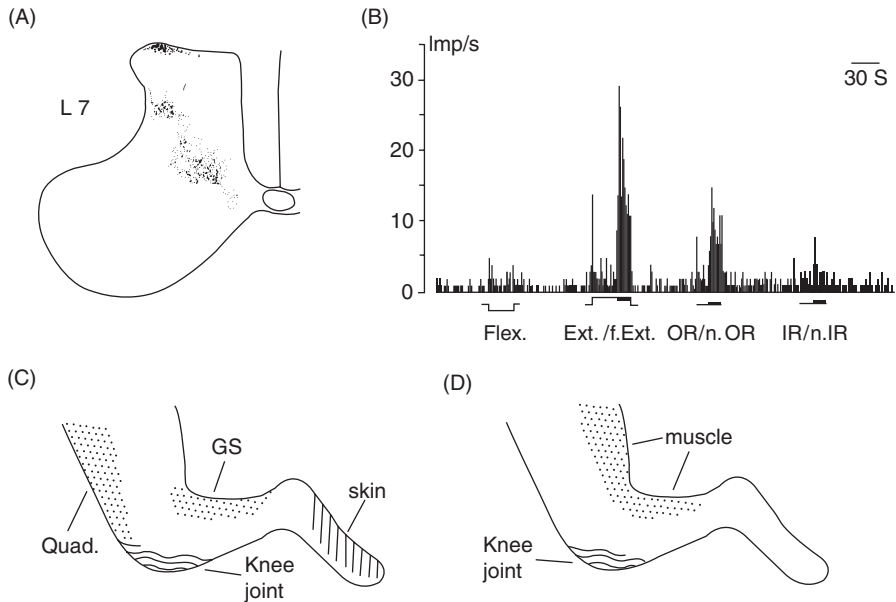 (A)
L 7
(B)
Imp/s
30 S
30
20
10
0
Flex.
Ext. /f.Ext.
OR/n. OR
IR/n.IR
(C)
GS
skin
Quad.
Knee
joint
(D)
muscle
Knee
joint